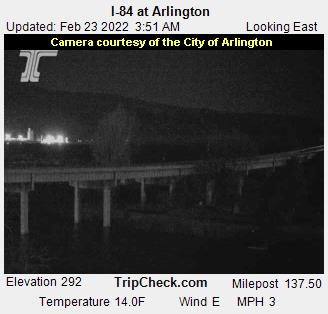 I-84 at Arlington
Updated: Feb 23 2022 3:51 AM Looking East
Camera courtesy of the City of Arlington
Elevation 292 TripCheck.com Milepost 137.50
Temperature 14.0F Wind E MPH 3